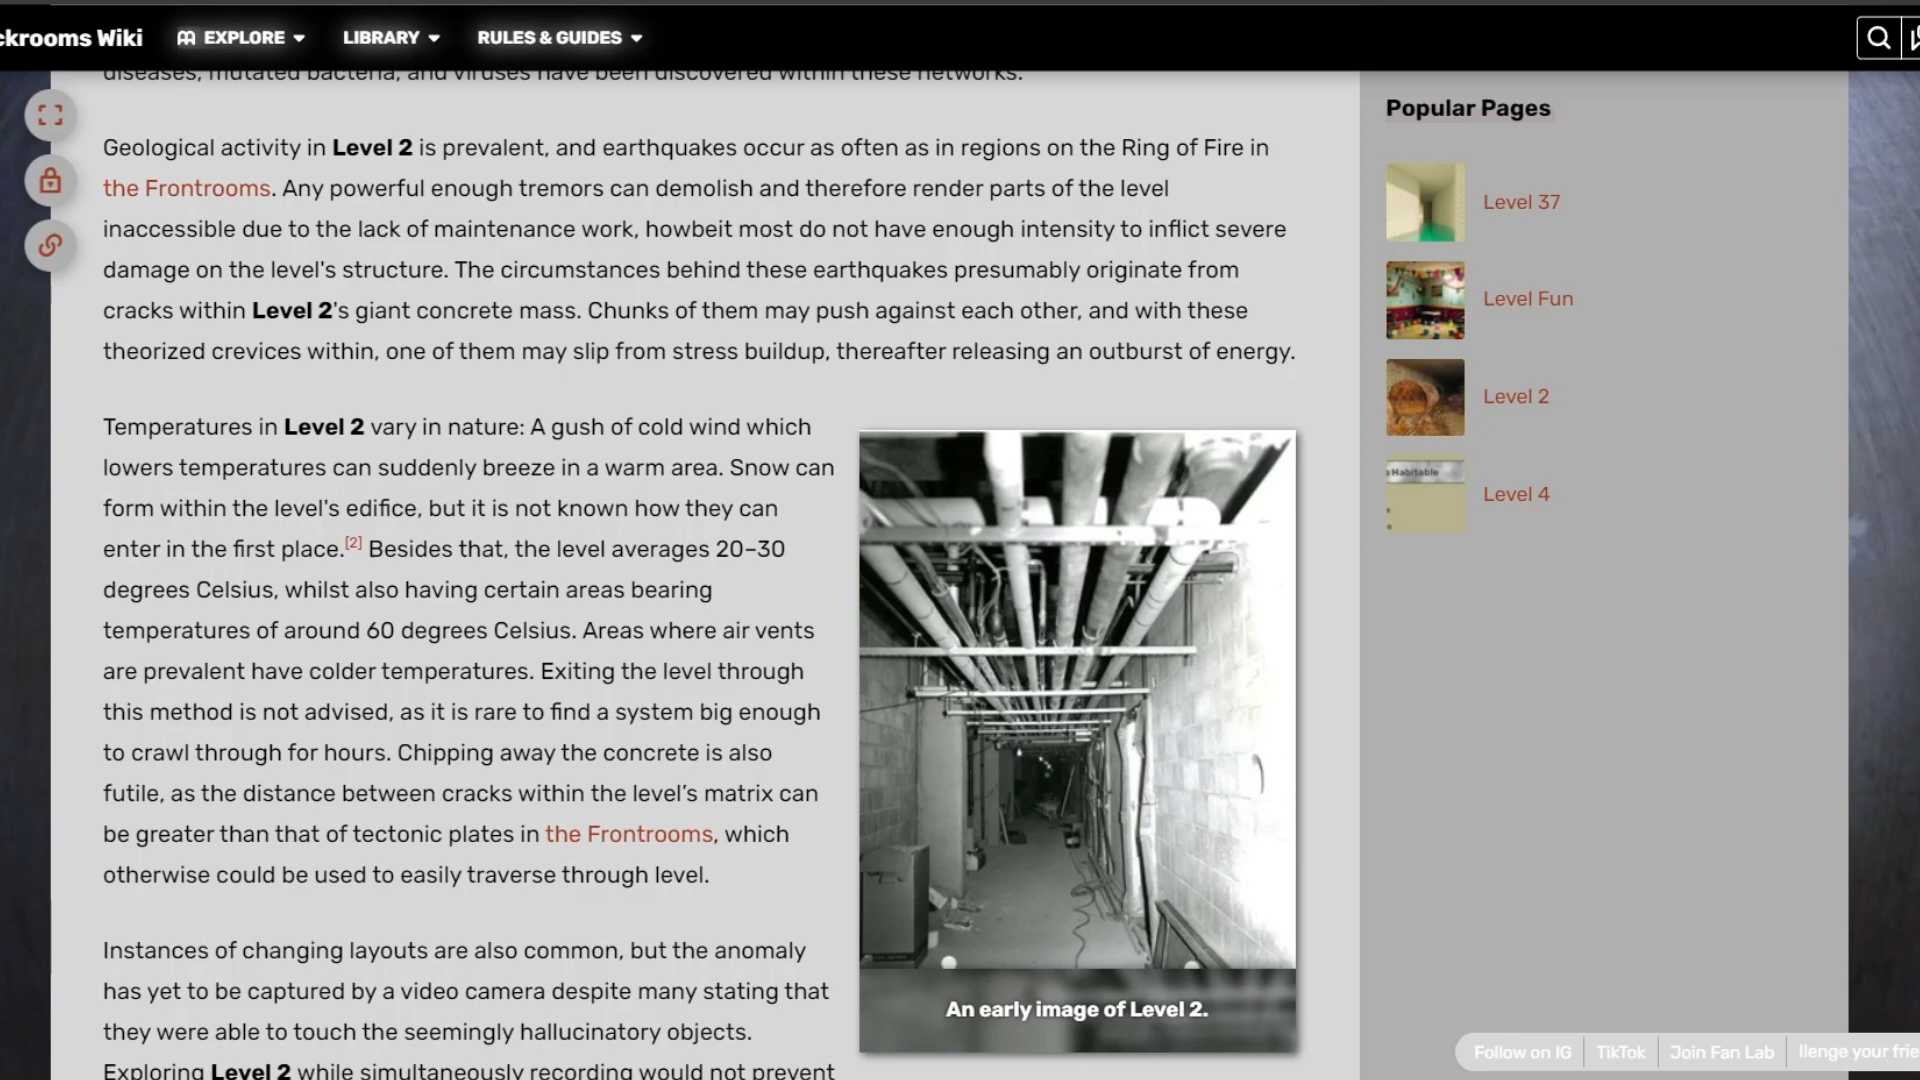 ckrooms Wiki
EXPLORE
LIBRARY
RULES & GUIDES
diseases, mutated bacteria, and viruses have been discovered within these networks.
Geological activity in Level 2 is prevalent, and earthquakes occur as often as in regions on the Ring of Fire in
the Frontrooms. Any powerful enough tremors can demolish and therefore render parts of the level
inaccessible due to the lack of maintenance work, howbeit most do not have enough intensity to inflict severe
damage on the level's structure. The circumstances behind these earthquakes presumably originate from
cracks within Level 2's giant concrete mass. Chunks of them may push against each other, and with these
theorized crevices within, one of them may slip from stress buildup, thereafter releasing an outburst of energy.
Temperatures in Level 2 vary in nature: A gush of cold wind which
lowers temperatures can suddenly breeze in a warm area. Snow can
form within the level's edifice, but it is not known how they can
enter in the first place.[2] Besides that, the level averages 20–30
degrees Celsius, whilst also having certain areas bearing
temperatures of around 60 degrees Celsius. Areas where air vents
are prevalent have colder temperatures. Exiting the level through
this method is not advised, as it is rare to find a system big enough
to crawl through for hours. Chipping away the concrete is also
futile, as the distance between cracks within the level’s matrix can
be greater than that of tectonic plates in the Frontrooms, which
otherwise could be used to easily traverse through level.
Instances of changing layouts are also common, but the anomaly
has yet to be captured by a video camera despite many stating that
they were able to touch the seemingly hallucinatory objects.
Exploring Level 2 while simultaneously recording would not prevent
An early image of Level 2.
Popular Pages
Level 37
Level Fun
Level 2
Habitable
Level 4
Follow on IG
TikTok
Join Fan Lab
llenge your frie